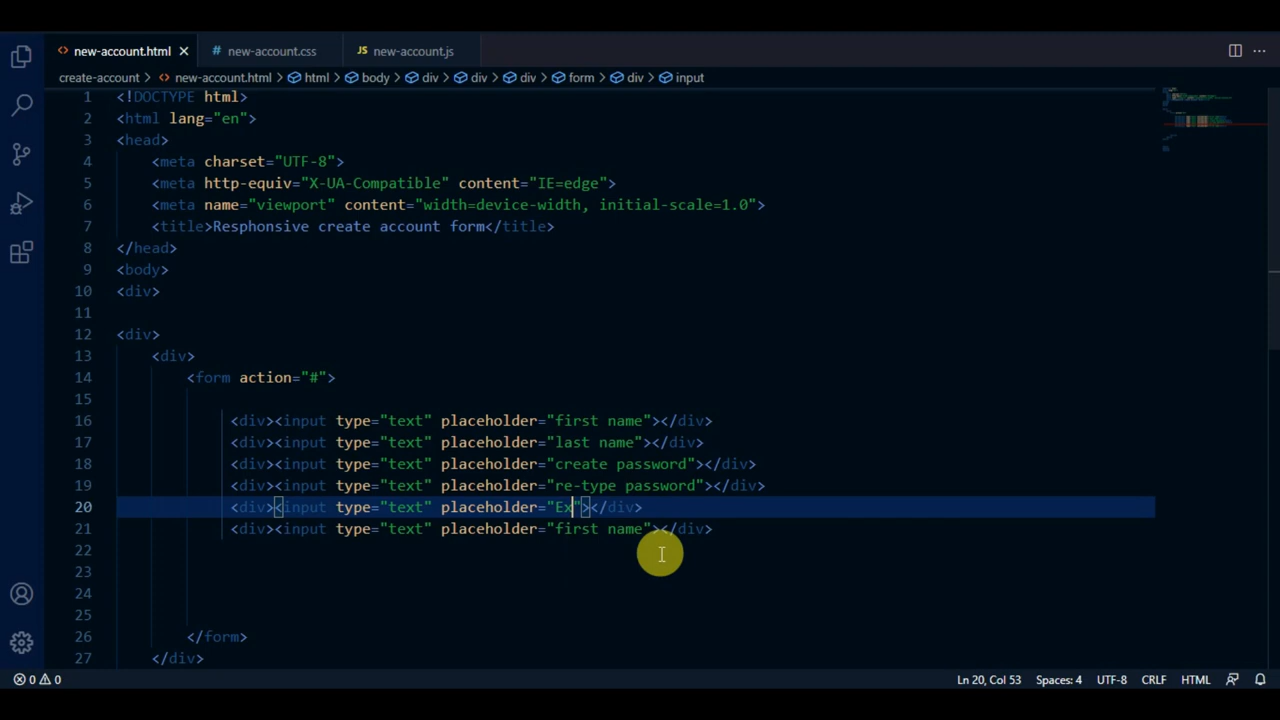 new-account.html
new-account.css
new-account.js
create-account > new-account.html > html > body > div > div > div > form > div > input
1 <!DOCTYPE html>
2 <html lang="en">
3 <head>
4 <meta charset="UTF-8">
5 <meta http-equiv="X-UA-Compatible" content="IE=edge">
6 <meta name="viewport" content="width=device-width, initial-scale=1.0">
7 <title>Resphonsive create account form</title>
8 </head>
9 <body>
10 <div>
11
12 <div>
13 <div>
14 <form action="#">
15
16 <div><input type="text" placeholder="first name"></div>
17 <div><input type="text" placeholder="last name"></div>
18 <div><input type="text" placeholder="create password"></div>
19 <div><input type="text" placeholder="re-type password"></div>
20 <div><input type="text" placeholder="Ex"></div>
21 <div><input type="text" placeholder="first name"></div>
22
23
24
25
26 </form>
27 </div>
0 0 Ln 20, Col 53 Spaces: 4 UTF-8 CRLF HTML